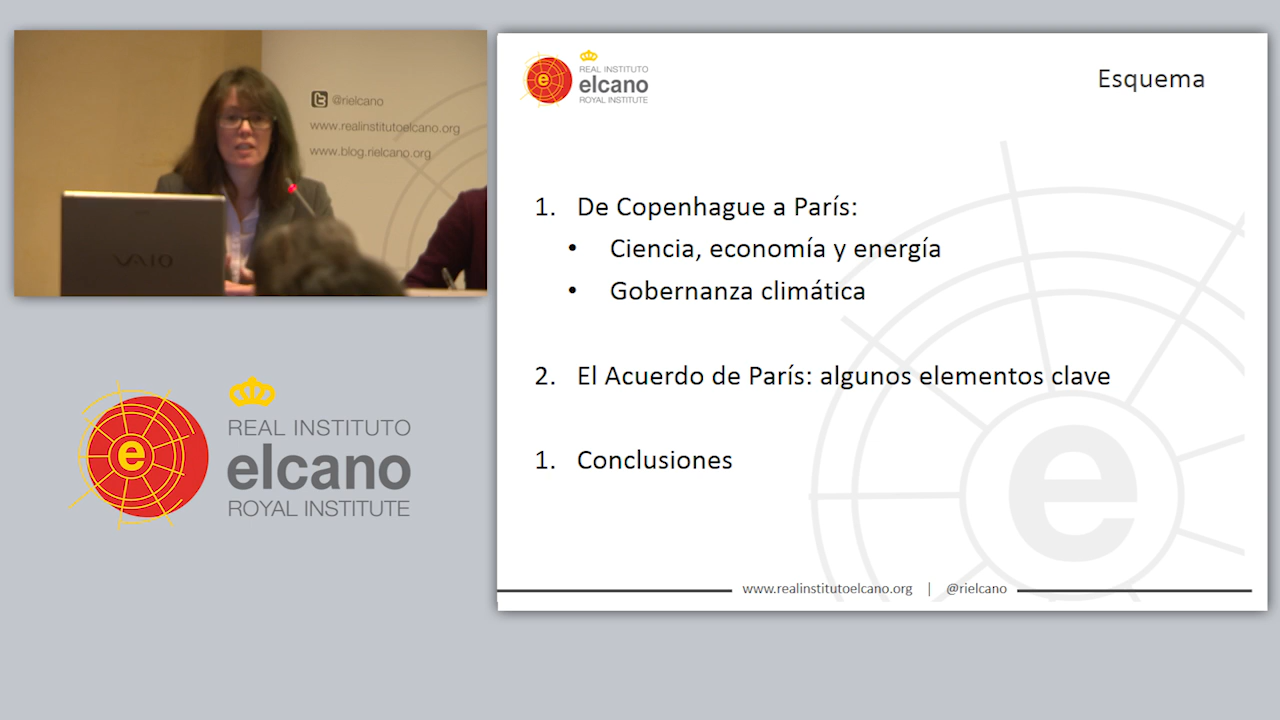 @rielcano
www.realinstitutoelcano.org
www.blog.rielcano.org
VAIO
e
REAL INSTITUTO
elcano
ROYAL INSTITUTE
e
REAL INSTITUTO
elcano
ROYAL INSTITUTE
Esquema
1. De Copenhague a París:
• Ciencia, economía y energía
• Gobernanza climática
2. El Acuerdo de París: algunos elementos clave
1. Conclusiones
e
www.realinstitutoelcano.org | @rielcano